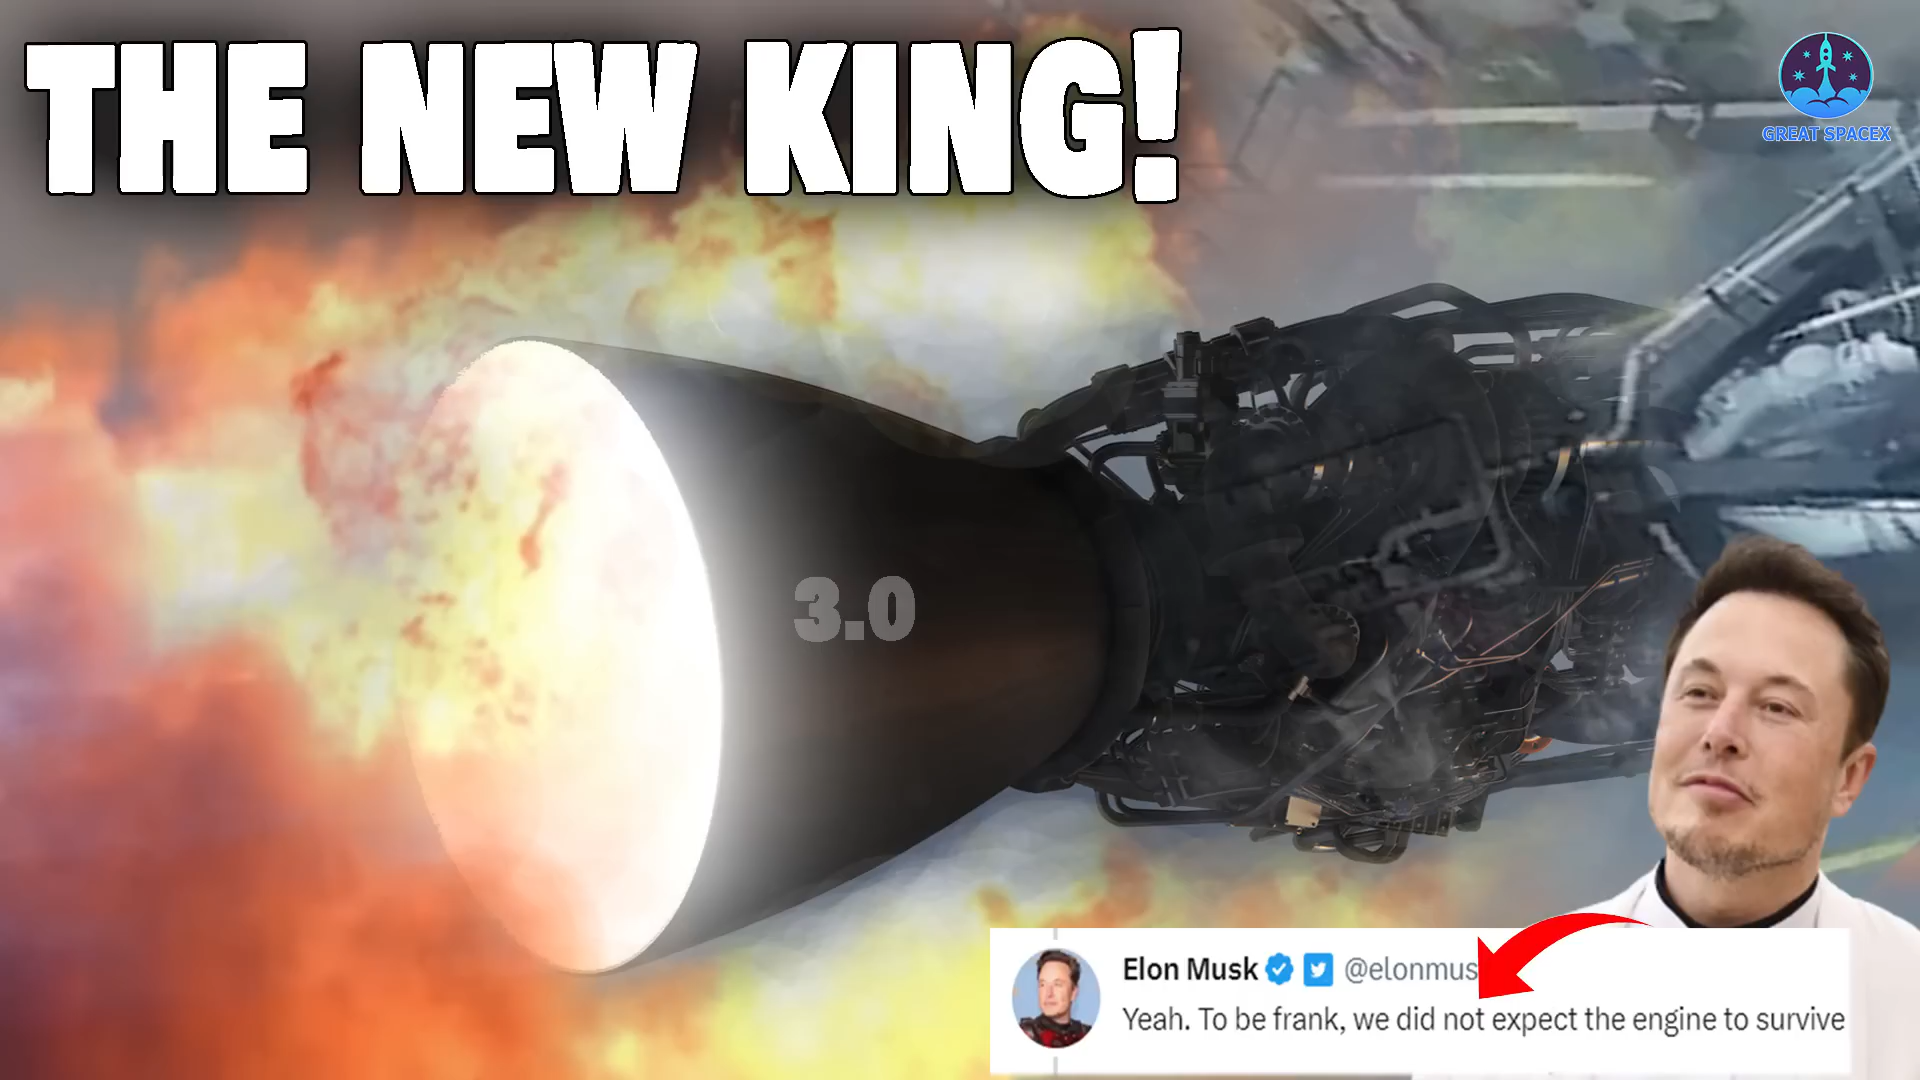 THE NEW KING!
GREAT SPACEX
3.0
Elon Musk @elonmus
Yeah. To be frank, we did not expect the engine to survive